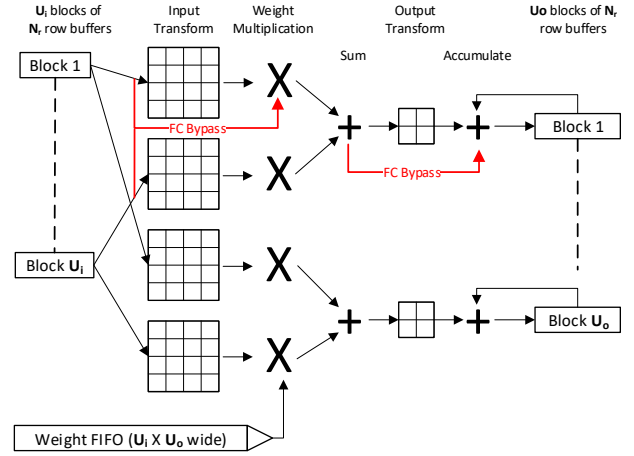 Ui blocks of
Nr row buffers
Input
Transform
Weight
Multiplication
Output
Transform
Uo blocks of Nr
row buffers
Sum
Accumulate
Block 1
X
FC Bypass
+
+
Block 1
FC Bypass
X
Block Ui
X
+
+
Block Uo
X
Weight FIFO (Ui X Uo wide)